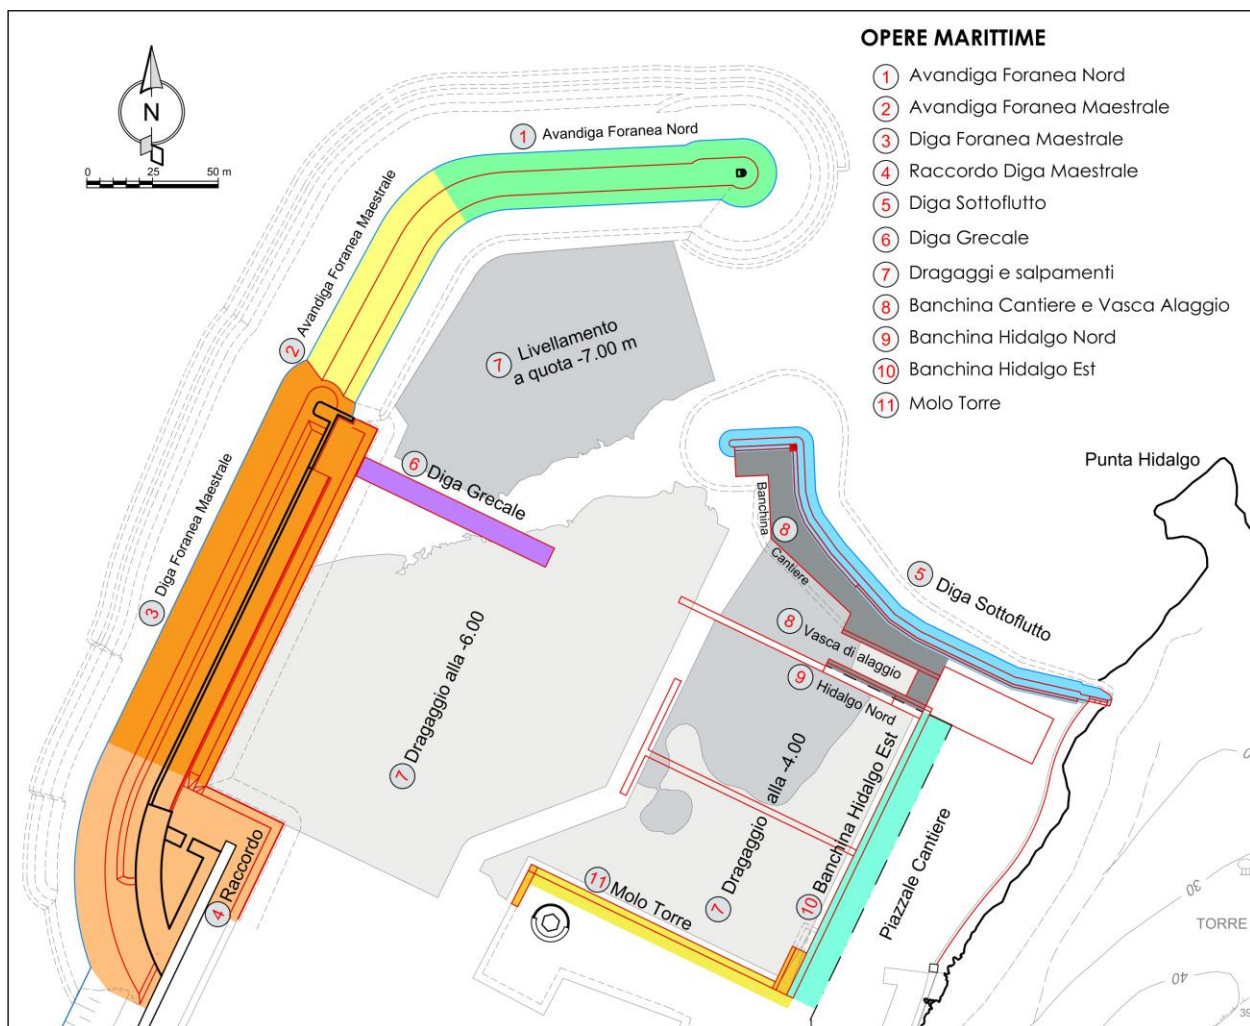 OPERE MARITTIME
1 Avandiga Foranea Nord
2 Avandiga Foranea Maestrale
3 Diga Foranea Maestrale
4 Raccordo Diga Maestrale
5 Diga Sottoflutto
6 Diga Grecale
7 Dragaggi e salpamenti
8 Banchina Cantiere e Vasca Alaggio
9 Banchina Hidalgo Nord
10 Banchina Hidalgo Est
11 Molo Torre
N
0 25 50 m
1 Avandiga Foranea Nord
2 Avandiga Foranea Maestrale
7 Livellamento
a quota -7.00 m
6 Diga Grecale
3 Diga Foranea Maestrale
Punta Hidalgo
Banchina
8
Cantiere
5 Diga Sottoflutto
8 Vasca di alaggio
9 Hidalgo Nord
7 Dragaggio alla -6.00
7 Dragaggio alla -4.00
10 Banchina Hidalgo Est
Piazzale Cantiere
4 Raccordo
11 Molo Torre
30
TORRE
40
39